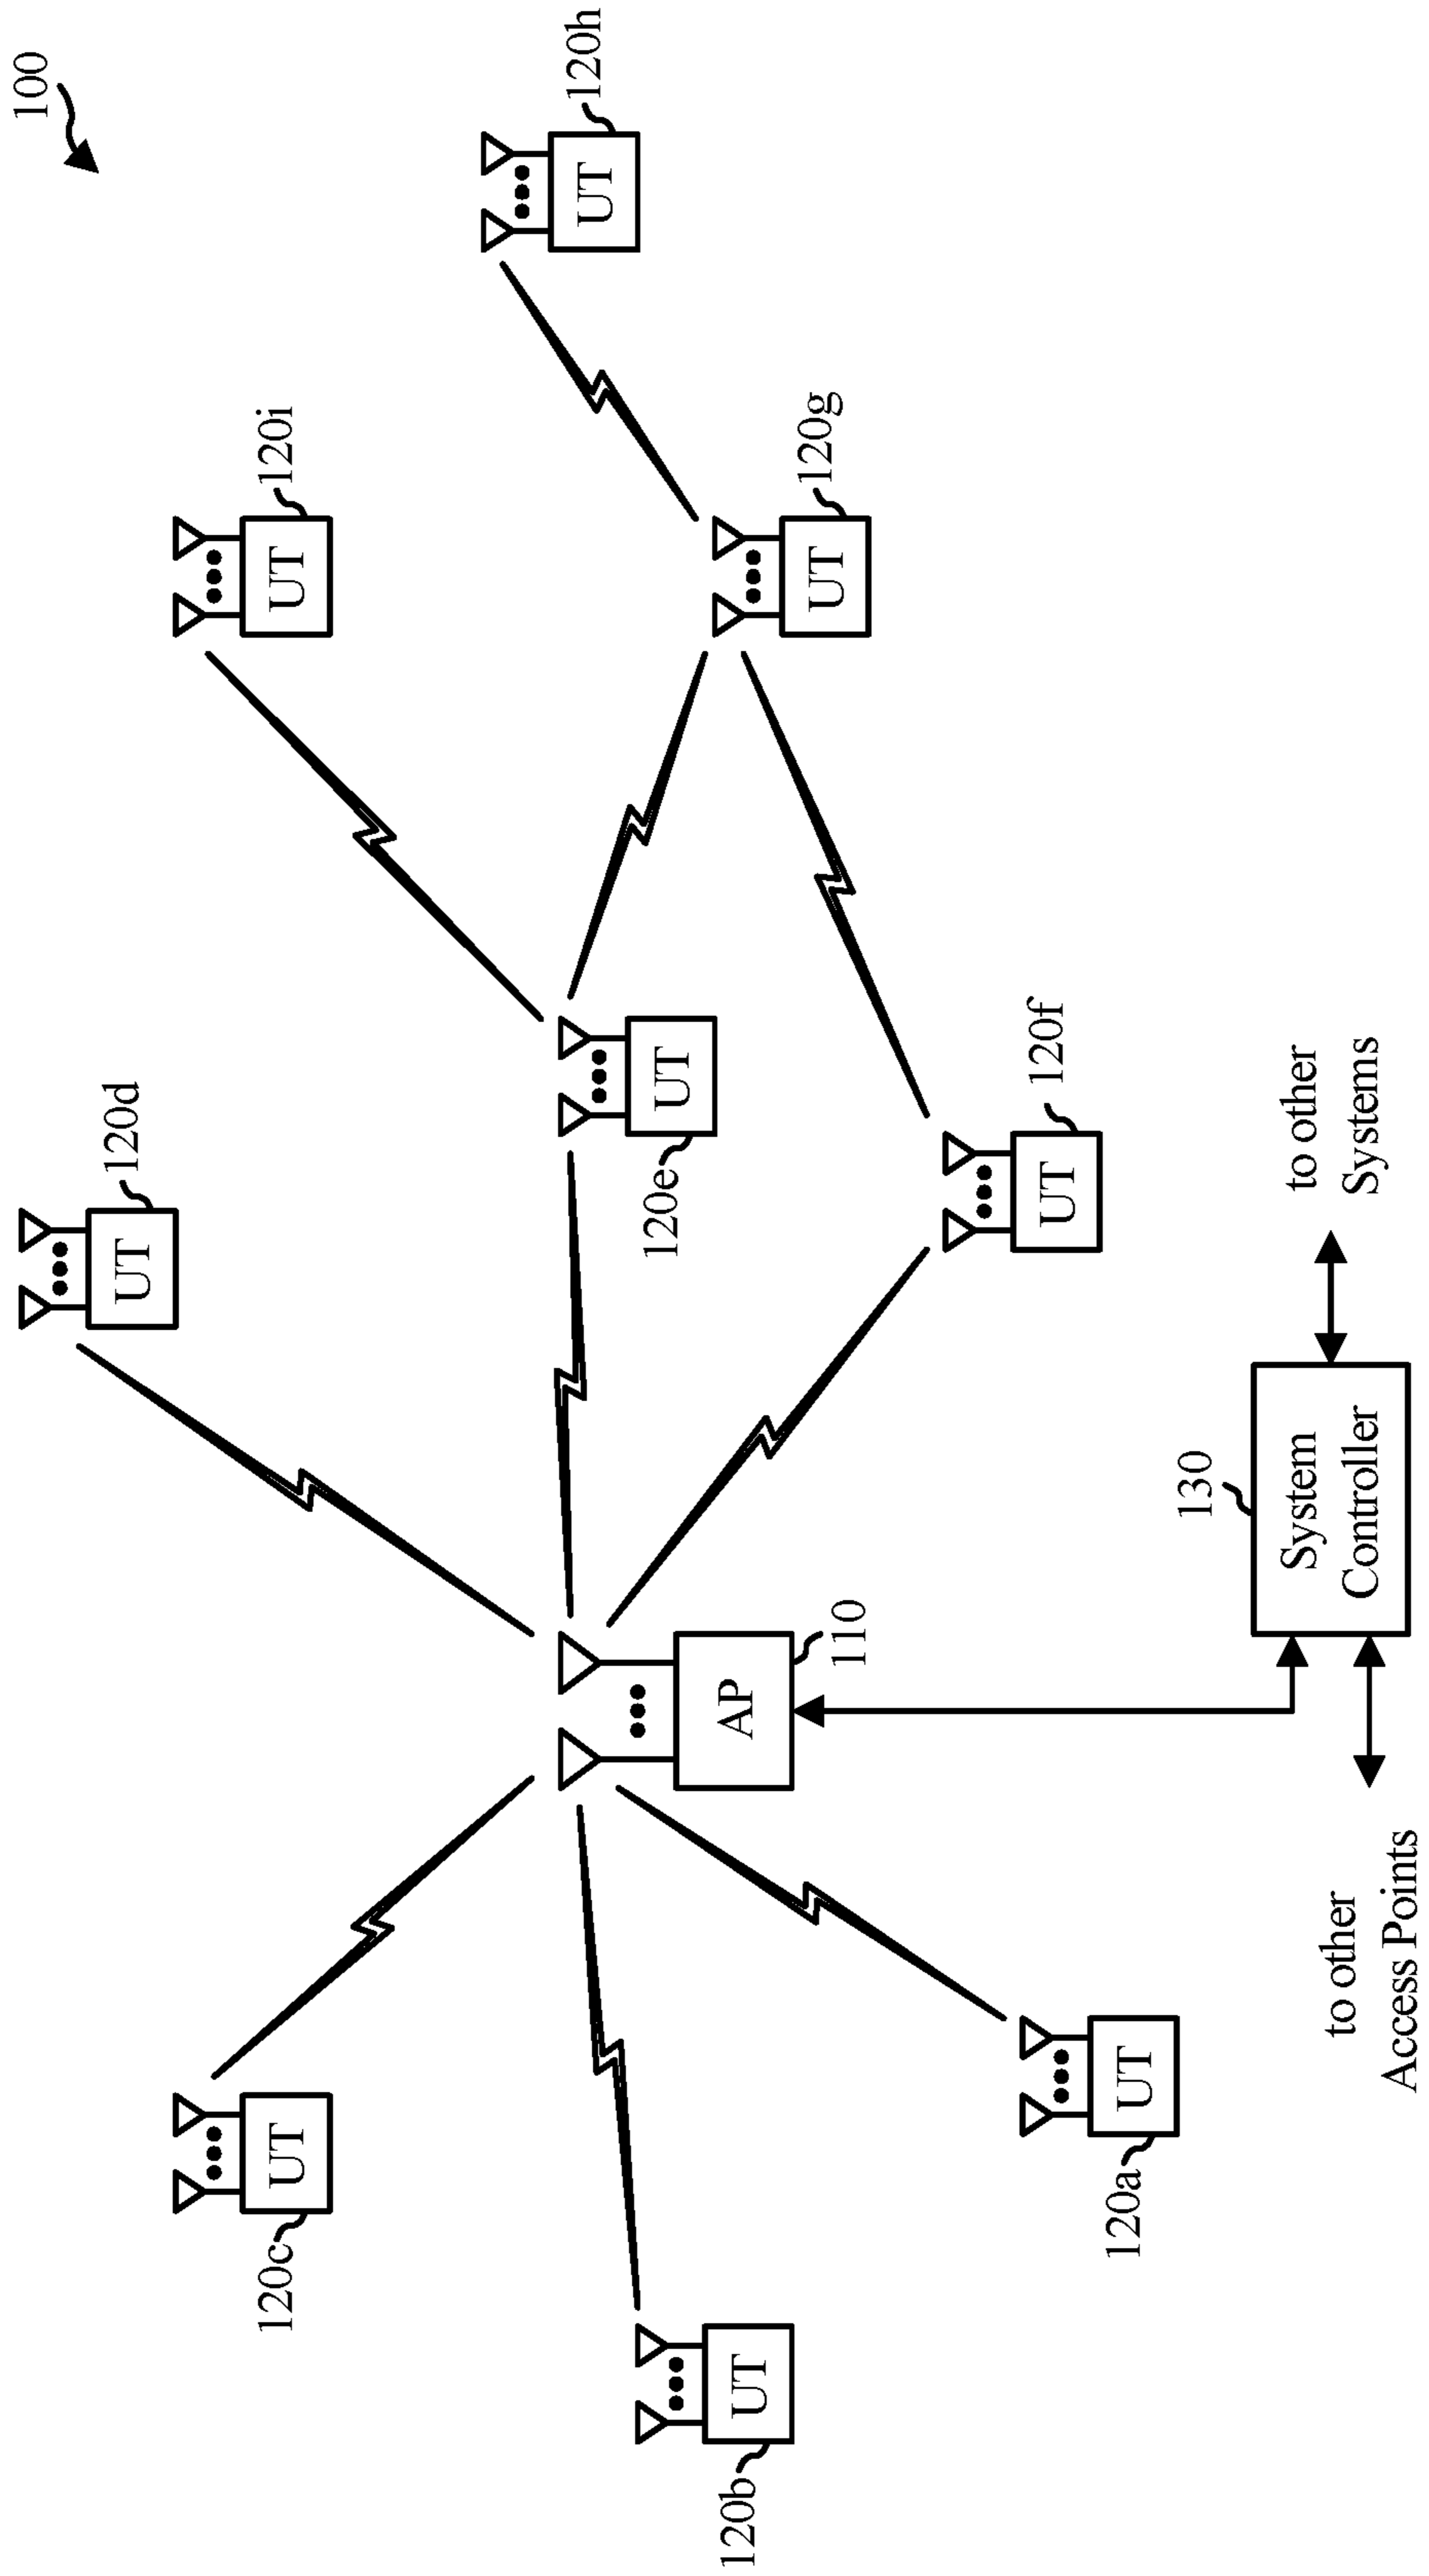 100
120d
UT
120i
UT
120c
UT
120h
UT
120e
UT
120g
UT
120b
UT
AP
110
120f
UT
120a
UT
130
System
Controller
to other
Systems
to other
Access Points